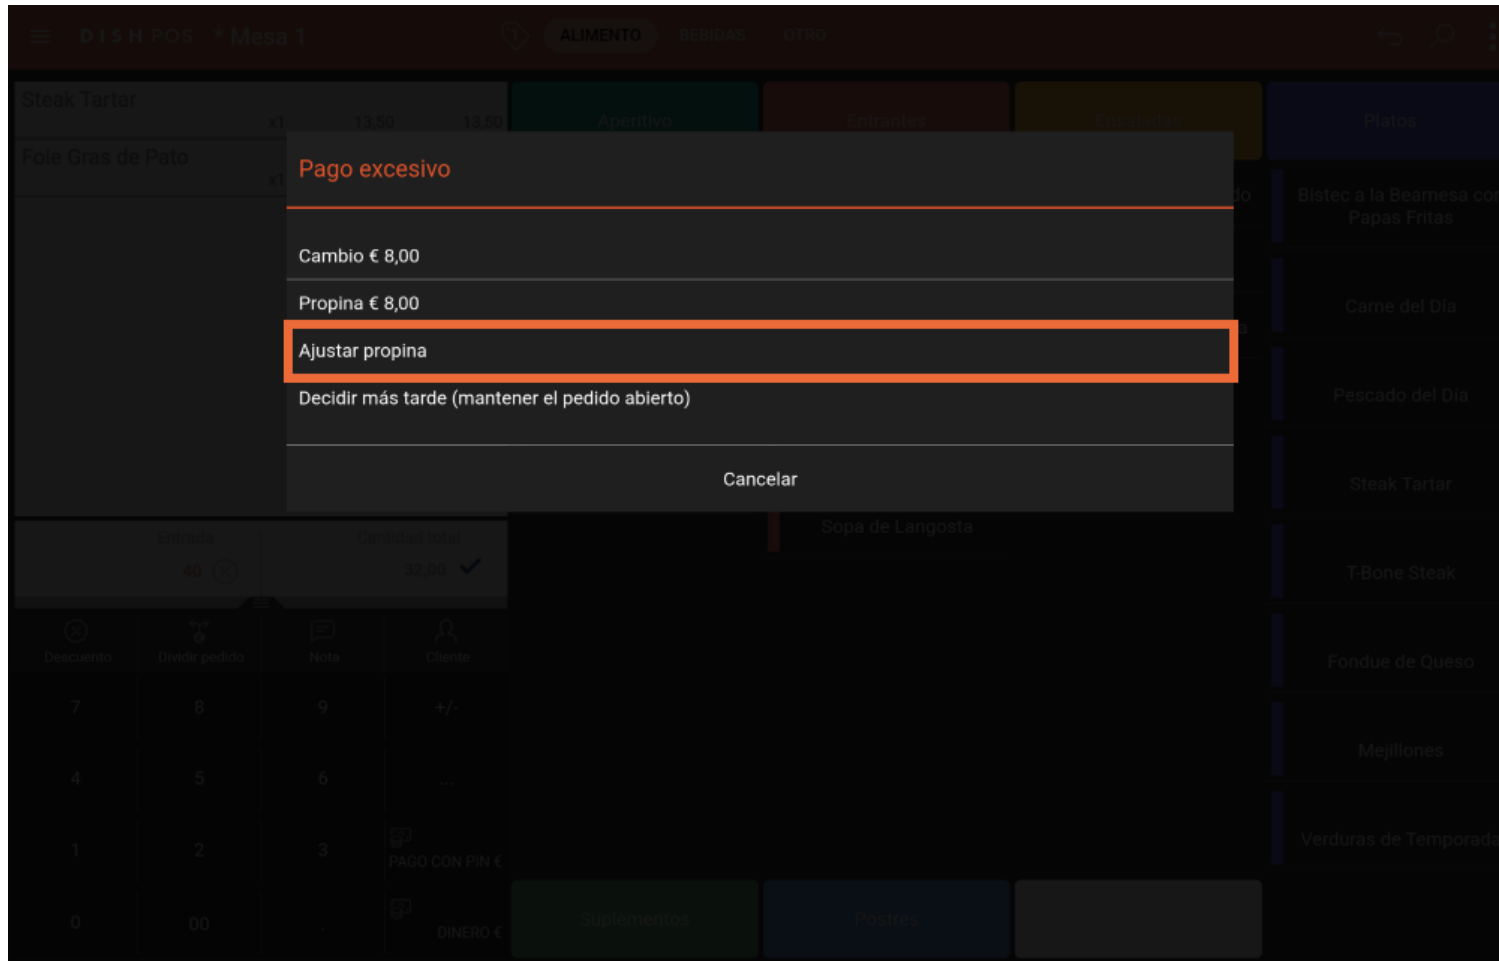 DISH POS * Mesa 1
ALIMENTO
BEBIDAS
OTRO
Steak Tartar
x1 13,50 13,50
Foie Gras de Pato
x1
Aperitivo
Entrantes
Ensaladas
Platos
Pago excesivo
Cambio € 8,00
Propina € 8,00
Ajustar propina
Decidir más tarde (mantener el pedido abierto)
Cancelar
do
a
Bistec a la Bearnesa con
Papas Fritas
Carne del Día
Pescado del Día
Steak Tartar
T-Bone Steak
Fondue de Queso
Mejillones
Verduras de Temporada
Sopa de Langosta
Entrada
40
Cantidad total
32,00
Descuento
Dividir pedido
Nota
Cliente
7 8 9 +/-
4 5 6 ...
1 2 3 PAGO CON PIN €
0 00 . DINERO €
Suplementos
Postres